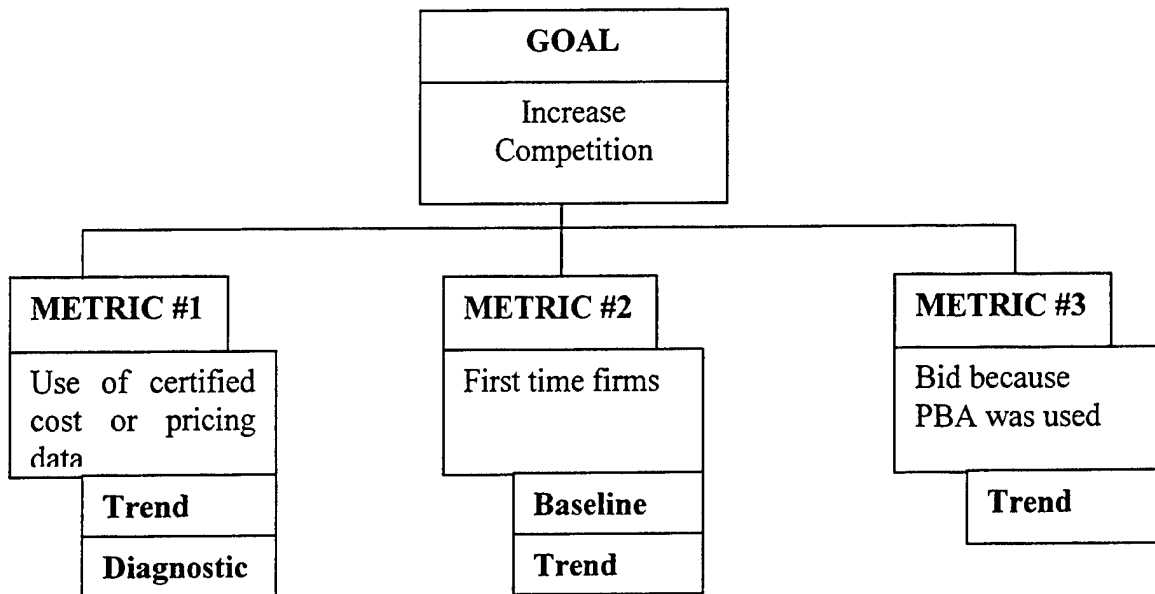 GOAL
Increase
Competition
METRIC #1
Use of certified
cost or pricing
data
Trend
Diagnostic
METRIC #2
First time firms
Baseline
Trend
METRIC #3
Bid because
PBA was used
Trend